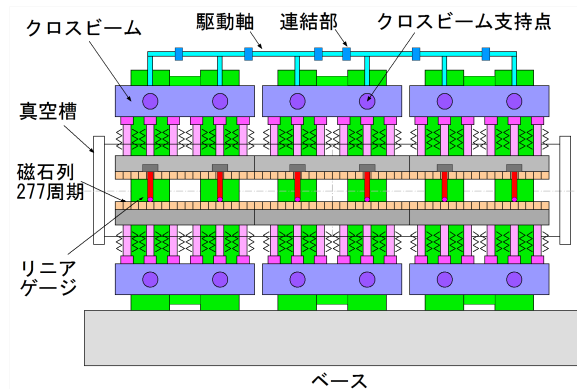 クロスビーム
駆動軸
連結部
クロスビーム支持点
真空槽
磁石列
277周期
リニア
ゲージ
ベース